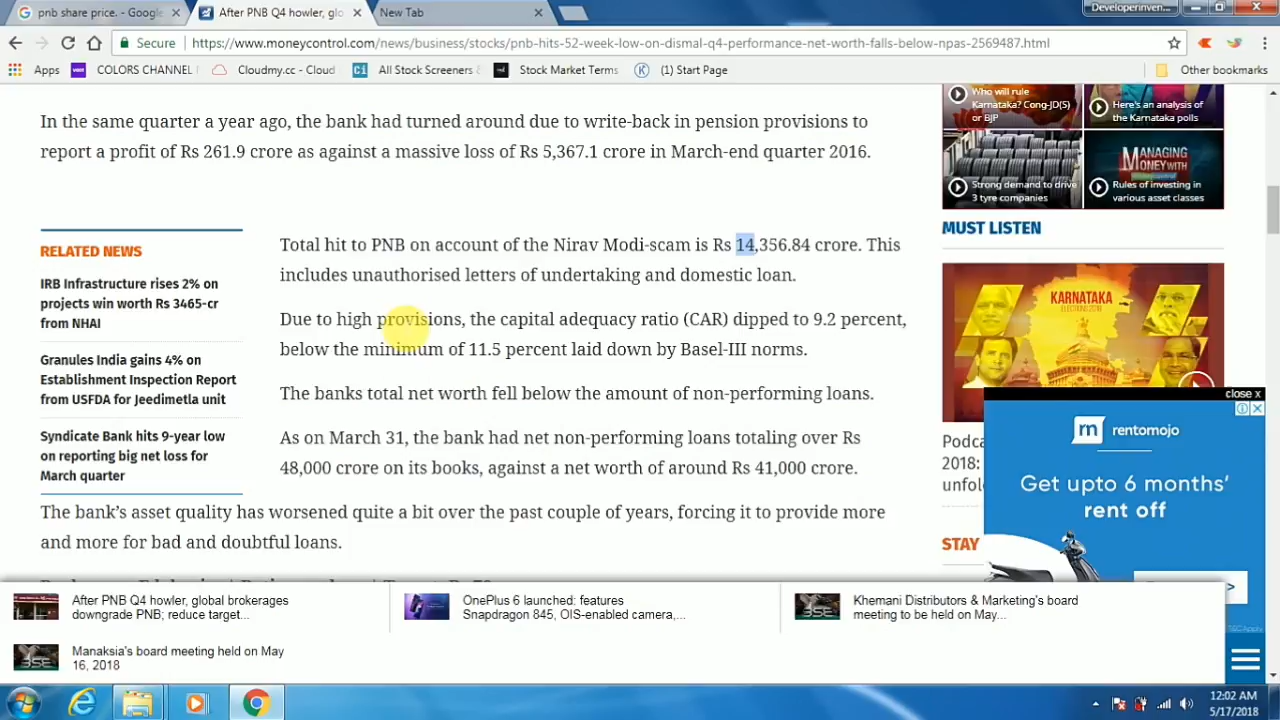 pnb share price. - Google
After PNB Q4 howler, glo
New Tab
Developerinven...
Secure
https://www.moneycontrol.com/news/business/stocks/pnb-hits-52-week-low-on-dismal-q4-performance-net-worth-falls-below-npas-2569487.html
Apps
COLORS CHANNEL
Cloudmy.cc - Cloud
All Stock Screeners
Stock Market Terms
(1) Start Page
Other bookmarks
In the same quarter a year ago, the bank had turned around due to write-back in pension provisions to
report a profit of Rs 261.9 crore as against a massive loss of Rs 5,367.1 crore in March-end quarter 2016.
RELATED NEWS
IRB Infrastructure rises 2% on
projects win worth Rs 3465-cr
from NHAI
Granules India gains 4% on
Establishment Inspection Report
from USFDA for Jeedimetla unit
Syndicate Bank hits 9-year low
on reporting big net loss for
March quarter
Total hit to PNB on account of the Nirav Modi-scam is Rs 14,356.84 crore. This
includes unauthorised letters of undertaking and domestic loan.
Due to high provisions, the capital adequacy ratio (CAR) dipped to 9.2 percent,
below the minimum of 11.5 percent laid down by Basel-III norms.
The banks total net worth fell below the amount of non-performing loans.
As on March 31, the bank had net non-performing loans totaling over Rs
48,000 crore on its books, against a net worth of around Rs 41,000 crore.
The bank's asset quality has worsened quite a bit over the past couple of years, forcing it to provide more
and more for bad and doubtful loans.
Who will rule
Karnataka? Cong-JD(S)
or BJP
Here's an analysis of
the Karnataka polls
Strong demand to drive
3 tyre companies
MANAGING
MONEY WITH
Rules of investing in
various asset classes
MUST LISTEN
KARNATAKA
ELECTIONS
Podca
2018:
unfol
STAY
close x
rentomojo
Get upto 6 months'
rent off
After PNB Q4 howler, global brokerages
downgrade PNB; reduce target...
OnePlus 6 launched: features
Snapdragon 845, OIS-enabled camera,...
Khemani Distributors & Marketing's board
meeting to be held on May...
Manaksia's board meeting held on May
16, 2018
12:02 AM
5/17/2018